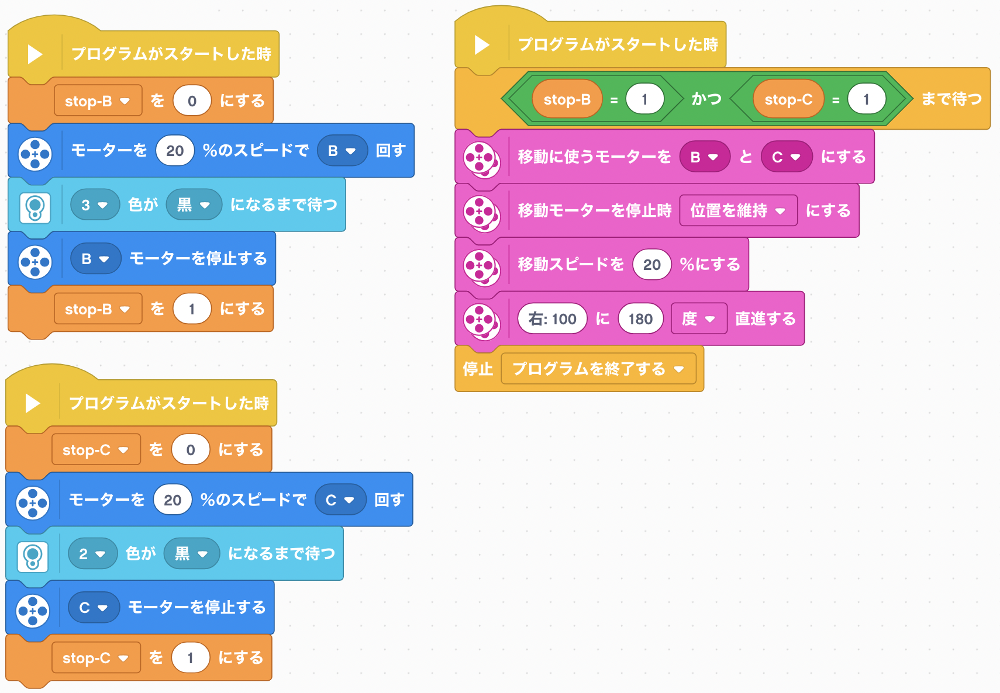 プログラムがスタートした時
stop-B を 0 にする
モーターを 20 %のスピードで B 回す
3 色が 黒 になるまで待つ
B モーターを停止する
stop-B を 1 にする
プログラムがスタートした時
stop-C を 0 にする
モーターを 20 %のスピードで C 回す
2 色が 黒 になるまで待つ
C モーターを停止する
stop-C を 1 にする
プログラムがスタートした時
stop-B = 1 かつ stop-C = 1 まで待つ
移動に使うモーターを B と C にする
移動モーターを停止時 位置を維持 にする
移動スピードを 20 %にする
右: 100 に 180 度 直進する
停止 プログラムを終了する